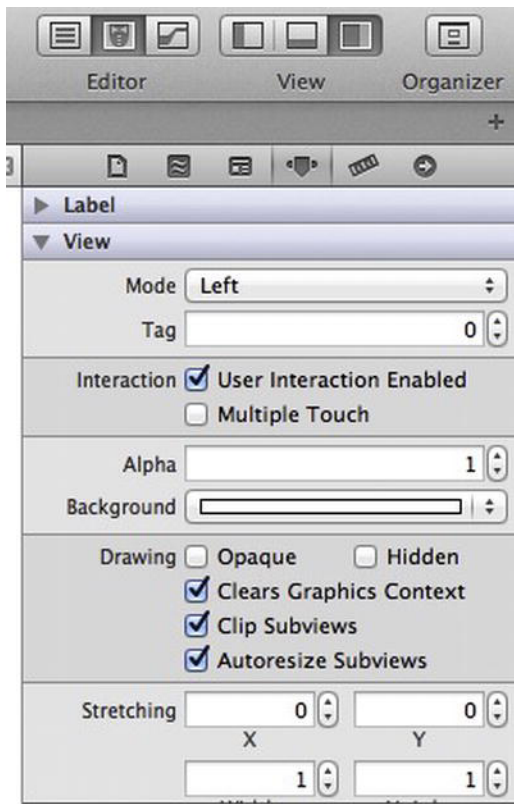 Editor View Organizer
Label
View
Mode Left
Tag 0
Interaction User Interaction Enabled
Multiple Touch
Alpha 1
Background
Drawing Opaque Hidden
Clears Graphics Context
Clip Subviews
Autoresize Subviews
Stretching 0 0
X Y
1 1